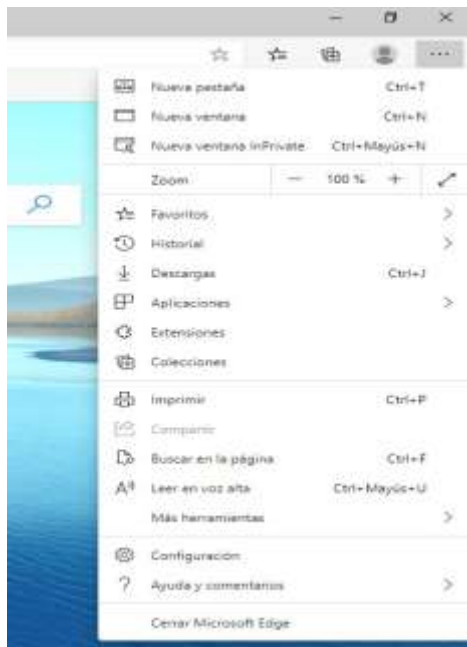 Nueva pestaña Ctrl+T
Nueva ventana Ctrl+N
Nueva ventana InPrivate Ctrl+Mayús+N
Zoom — 100 % +
Favoritos
Historial
Descargas Ctrl+J
Aplicaciones
Extensiones
Colecciones
Imprimir Ctrl+P
Compartir
Buscar en la página Ctrl+F
Leer en voz alta Ctrl+Mayús+U
Más herramientas
Configuración
Ayuda y comentarios
Cerrar Microsoft Edge